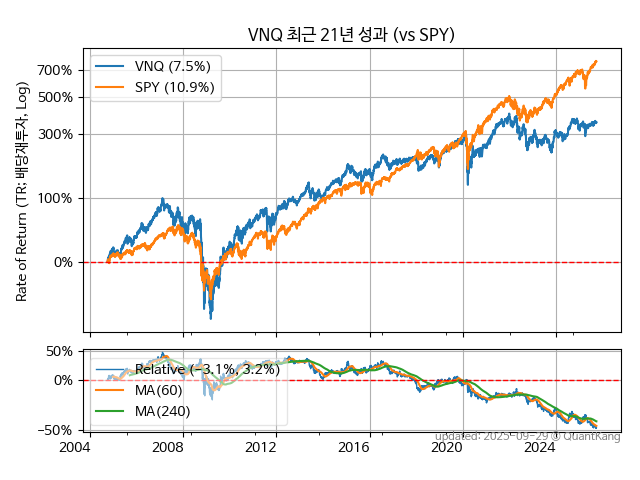 VNQ 최근 21년 성과 (vs SPY)
Rate of Return (TR: 배당재투자, Log)
700%
500%
300%
100%
0%
VNQ (7.5%)
SPY (10.9%)
50%
0%
−50%
Relative (−3.1%, 3.2%)
MA(60)
MA(240)
updated: 2025-09-29 © QuantKang
2004
2008
2012
2016
2020
2024